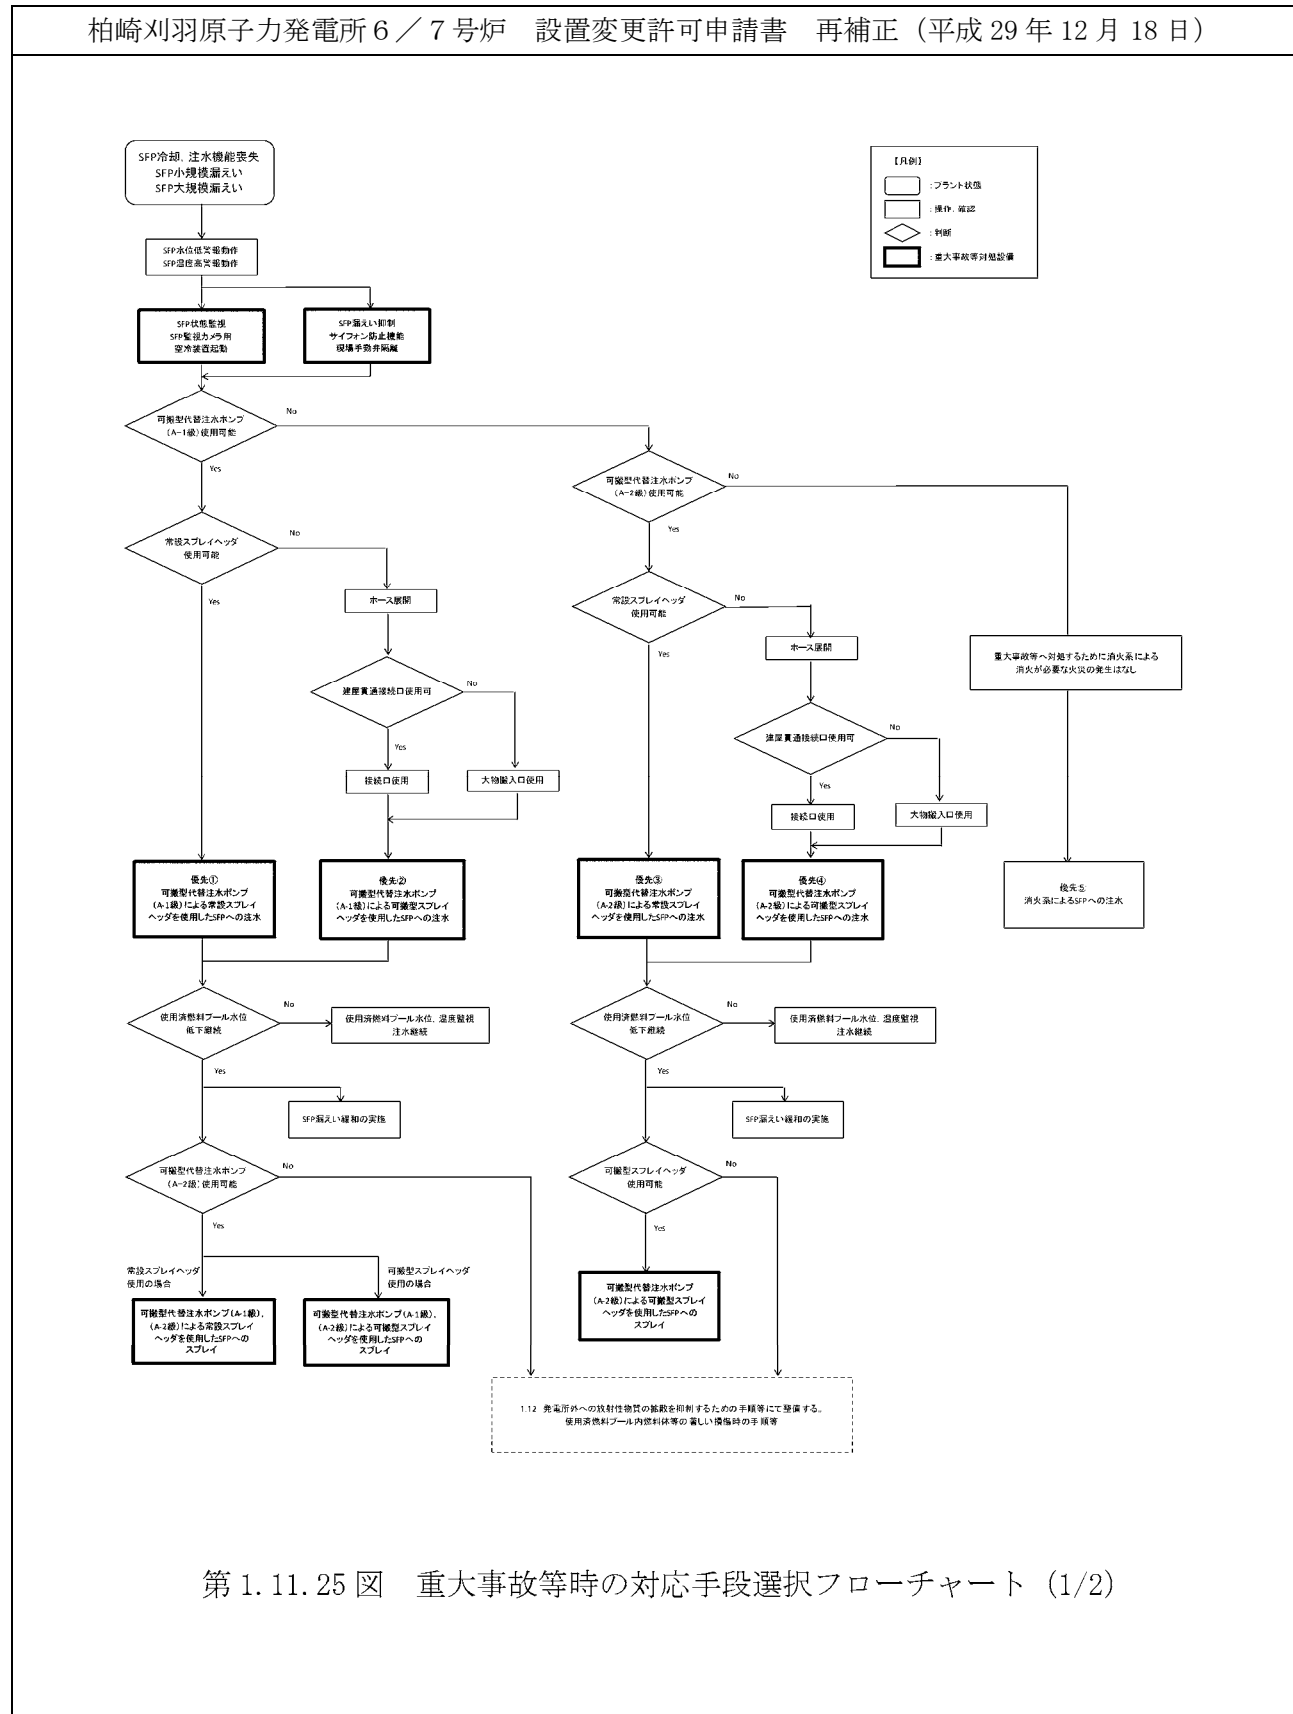 柏崎刈羽原子力発電所６／７号炉　設置変更許可申請書　再補正（平成 29 年 12 月 18 日）
SFP冷却、注水機能喪失
SFP小規模漏えい
SFP大規模漏えい
【凡例】
：プラント状態
：操作、確認
：判断
：重大事故等対処設備
SFP水位低警報動作
SFP温度高警報動作
SFP状態監視
SFP監視カメラ用
空冷装置起動
SFP漏えい抑制
サイフォン防止機能
現場手動弁隔離
可搬型代替注水ポンプ
(A-1級)使用可能
No
Yes
可搬型代替注水ポンプ
(A-2級)使用可能
No
Yes
常設スプレイヘッダ
使用可能
No
Yes
ホース展開
常設スプレイヘッダ
使用可能
No
Yes
ホース展開
重大事故等へ対処するために消火系による
消火が必要な火災の発生はなし
建屋貫通接続口使用可
No
Yes
建屋貫通接続口使用可
No
Yes
接続口使用
大物搬入口使用
接続口使用
大物搬入口使用
優先①
可搬型代替注水ポンプ
(A-1級)による常設スプレイ
ヘッダを使用したSFPへの注水
優先②
可搬型代替注水ポンプ
(A-1級)による可搬型スプレイ
ヘッダを使用したSFPへの注水
優先③
可搬型代替注水ポンプ
(A-2級)による常設スプレイ
ヘッダを使用したSFPへの注水
優先④
可搬型代替注水ポンプ
(A-2級)による可搬型スプレイ
ヘッダを使用したSFPへの注水
優先⑤
消火系によるSFPへの注水
使用済燃料プール水位
低下継続
No
Yes
使用済燃料プール水位、温度監視
注水継続
使用済燃料プール水位
低下継続
No
Yes
使用済燃料プール水位、温度監視
注水継続
SFP漏えい緩和の実施
SFP漏えい緩和の実施
可搬型代替注水ポンプ
(A-2級)使用可能
No
Yes
可搬型スプレイヘッダ
使用可能
No
Yes
常設スプレイヘッダ
使用の場合
可搬型スプレイヘッダ
使用の場合
可搬型代替注水ポンプ(A-1級)、
(A-2級)による常設スプレイ
ヘッダを使用したSFPへの
スプレイ
可搬型代替注水ポンプ(A-1級)、
(A-2級)による可搬型スプレイ
ヘッダを使用したSFPへの
スプレイ
可搬型代替注水ポンプ
(A-2級)による可搬型スプレイ
ヘッダを使用したSFPへの
スプレイ
1.12 発電所外への放射性物質の拡散を抑制するための手順等にて整備する。
使用済燃料プール内燃料体等の著しい損傷時の手順等
第 1.11.25 図　重大事故等時の対応手段選択フローチャート（1/2）